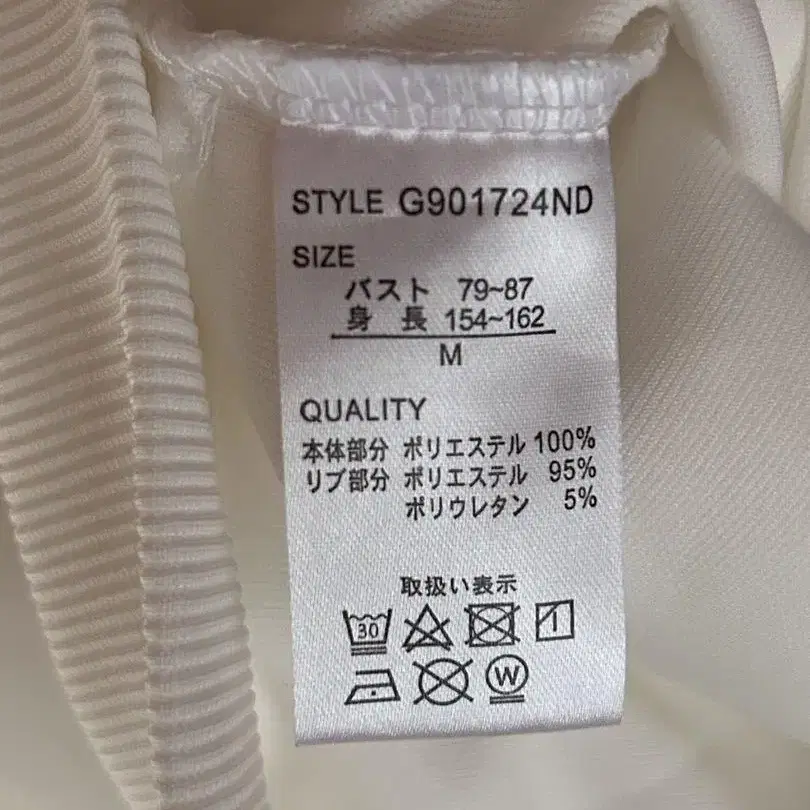 STYLE G901724ND
SIZE
バスト 79~87
身 長 154~162
M
QUALITY
本体部分 ポリエステル 100%
リブ部分 ポリエステル 95%
ポリウレタン 5%
取扱い表示
30
W